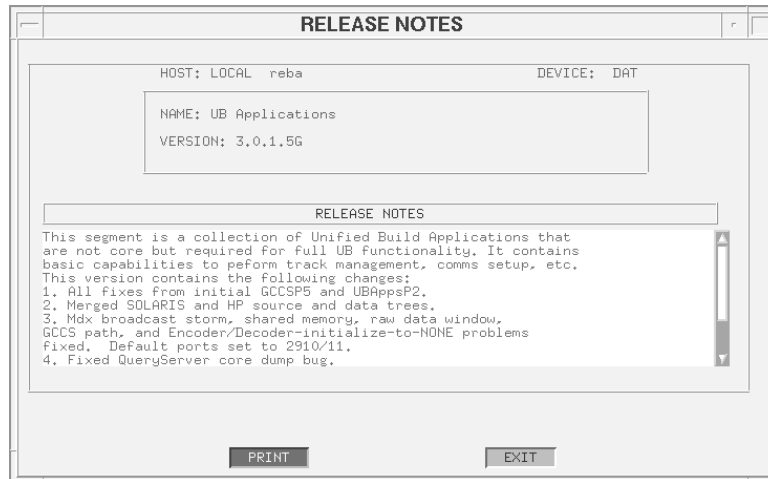 RELEASE NOTES
HOST: LOCAL reba DEVICE: DAT
NAME: UB Applications
VERSION: 3.0.1.5G
RELEASE NOTES
This segment is a collection of Unified Build Applications that
are not core but required for full UB functionality. It contains
basic capabilities to peform track management, comms setup, etc.
This version contains the following changes:
1. All fixes from initial GCCSP5 and UBAppsP2.
2. Merged SOLARIS and HP source and data trees.
3. Mdx broadcast storm, shared memory, raw data window,
GCCS path, and Encoder/Decoder-initialize-to-NONE problems
fixed. Default ports set to 2910/11.
4. Fixed QueryServer core dump bug.
PRINT EXIT